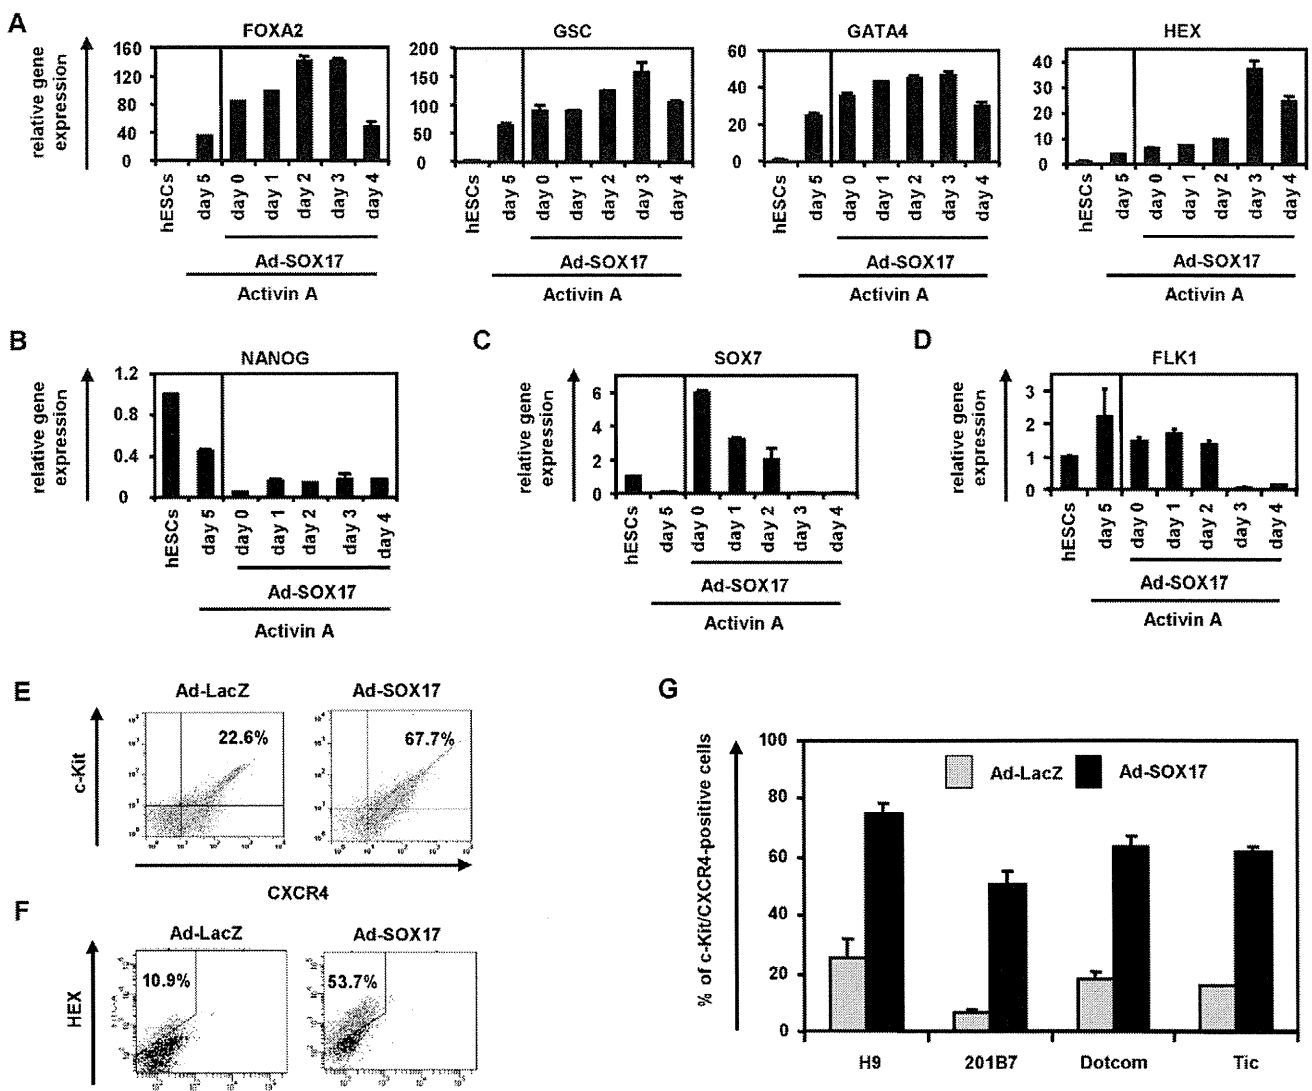 A
FOXA2
GSC
GATA4
HEX
relative gene expression
160
120
80
40
0
200
150
100
50
0
60
40
20
0
40
30
20
10
0
hESCs
day 5
day 0
day 1
day 2
day 3
day 4
hESCs
day 5
day 0
day 1
day 2
day 3
day 4
hESCs
day 5
day 0
day 1
day 2
day 3
day 4
hESCs
day 5
day 0
day 1
day 2
day 3
day 4
Ad-SOX17
Ad-SOX17
Ad-SOX17
Ad-SOX17
Activin A
Activin A
Activin A
Activin A
B
NANOG
relative gene expression
1.2
0.8
0.4
0
hESCs
day 5
day 0
day 1
day 2
day 3
day 4
Ad-SOX17
Activin A
C
SOX7
relative gene expression
6
4
2
0
hESCs
day 5
day 0
day 1
day 2
day 3
day 4
Ad-SOX17
Activin A
D
FLK1
relative gene expression
3
2
1
0
hESCs
day 5
day 0
day 1
day 2
day 3
day 4
Ad-SOX17
Activin A
E
Ad-LacZ
Ad-SOX17
c-Kit
22.6%
67.7%
CXCR4
F
Ad-LacZ
Ad-SOX17
HEX
10.9%
53.7%
G
% of c-Kit/CXCR4-positive cells
100
80
60
40
20
0
Ad-LacZ
Ad-SOX17
H9
201B7
Dotcom
Tic